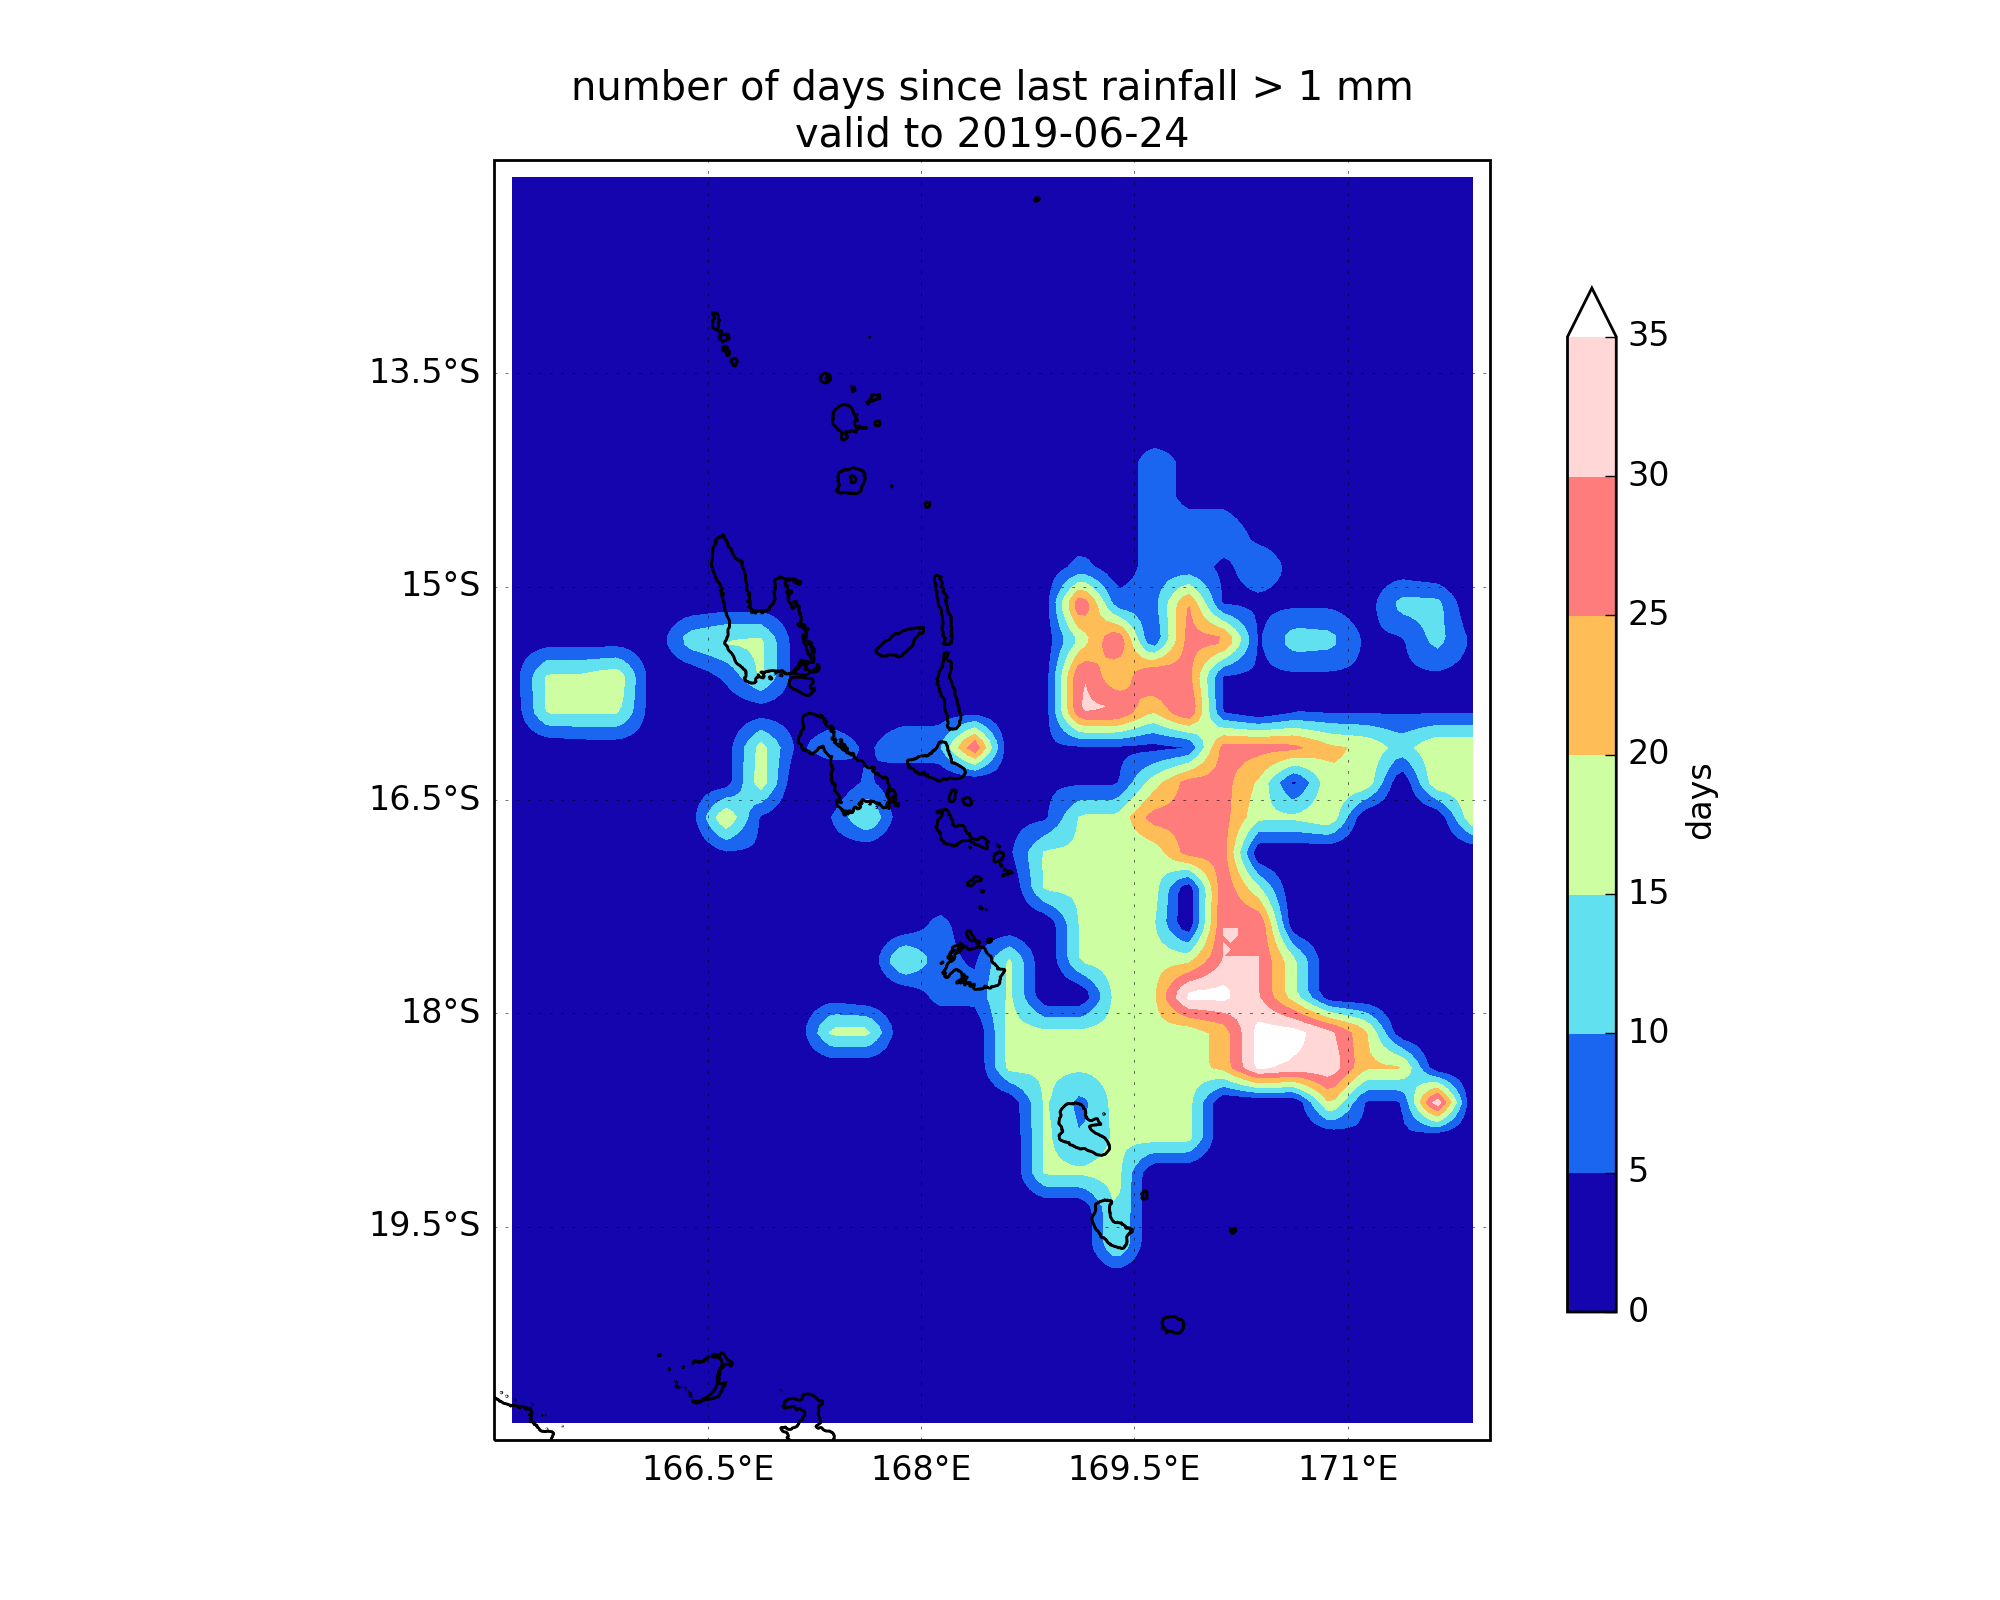 number of days since last rainfall > 1 mm
valid to 2019-06-24
13.5°S
15°S
16.5°S
18°S
19.5°S
166.5°E
168°E
169.5°E
171°E
35
30
25
20
15
10
5
0
days